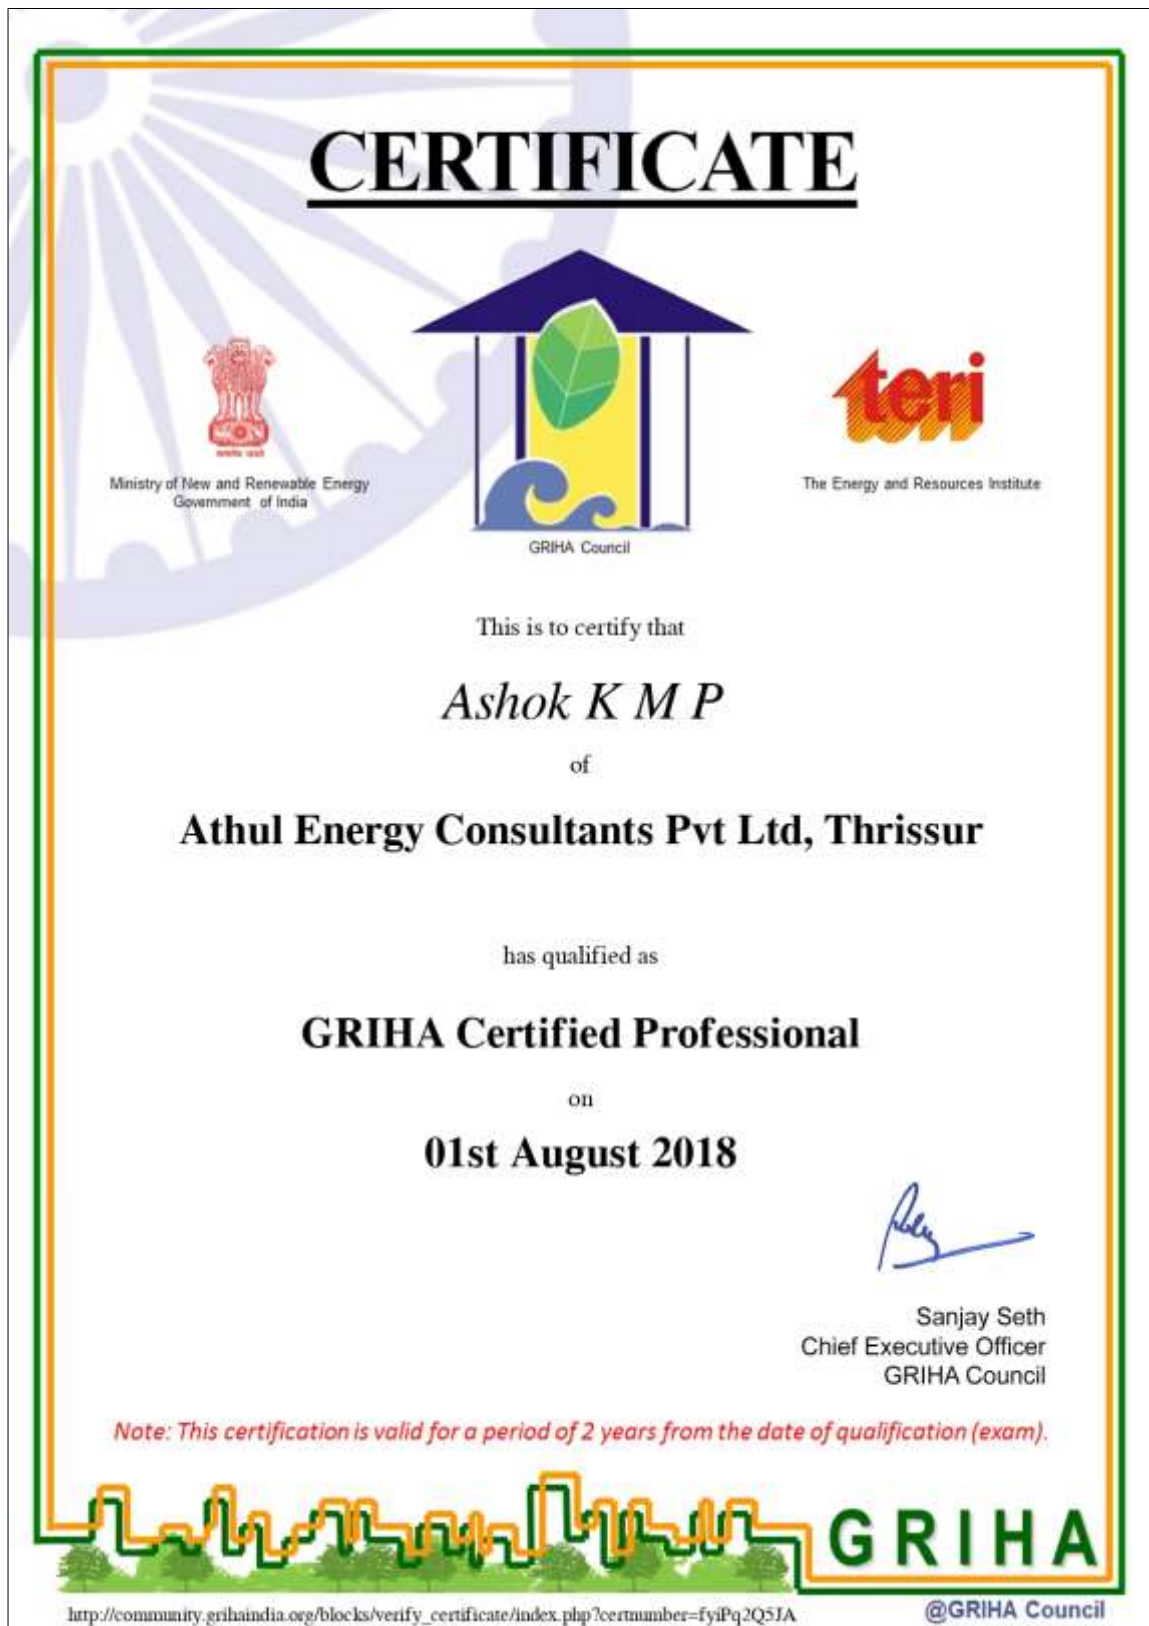 CERTIFICATE
teri
Ministry of New and Renewable Energy
Government of India
The Energy and Resources Institute
GRIHA Council
This is to certify that
Ashok K M P
of
Athul Energy Consultants Pvt Ltd, Thrissur
has qualified as
GRIHA Certified Professional
on
01st August 2018
Sanjay Seth
Chief Executive Officer
GRIHA Council
Note: This certification is valid for a period of 2 years from the date of qualification (exam).
GRIHA
http://community.grihaindia.org/blocks/verify_certificate/index.php?certnumber=fyiPq2Q5JA
@GRIHA Council